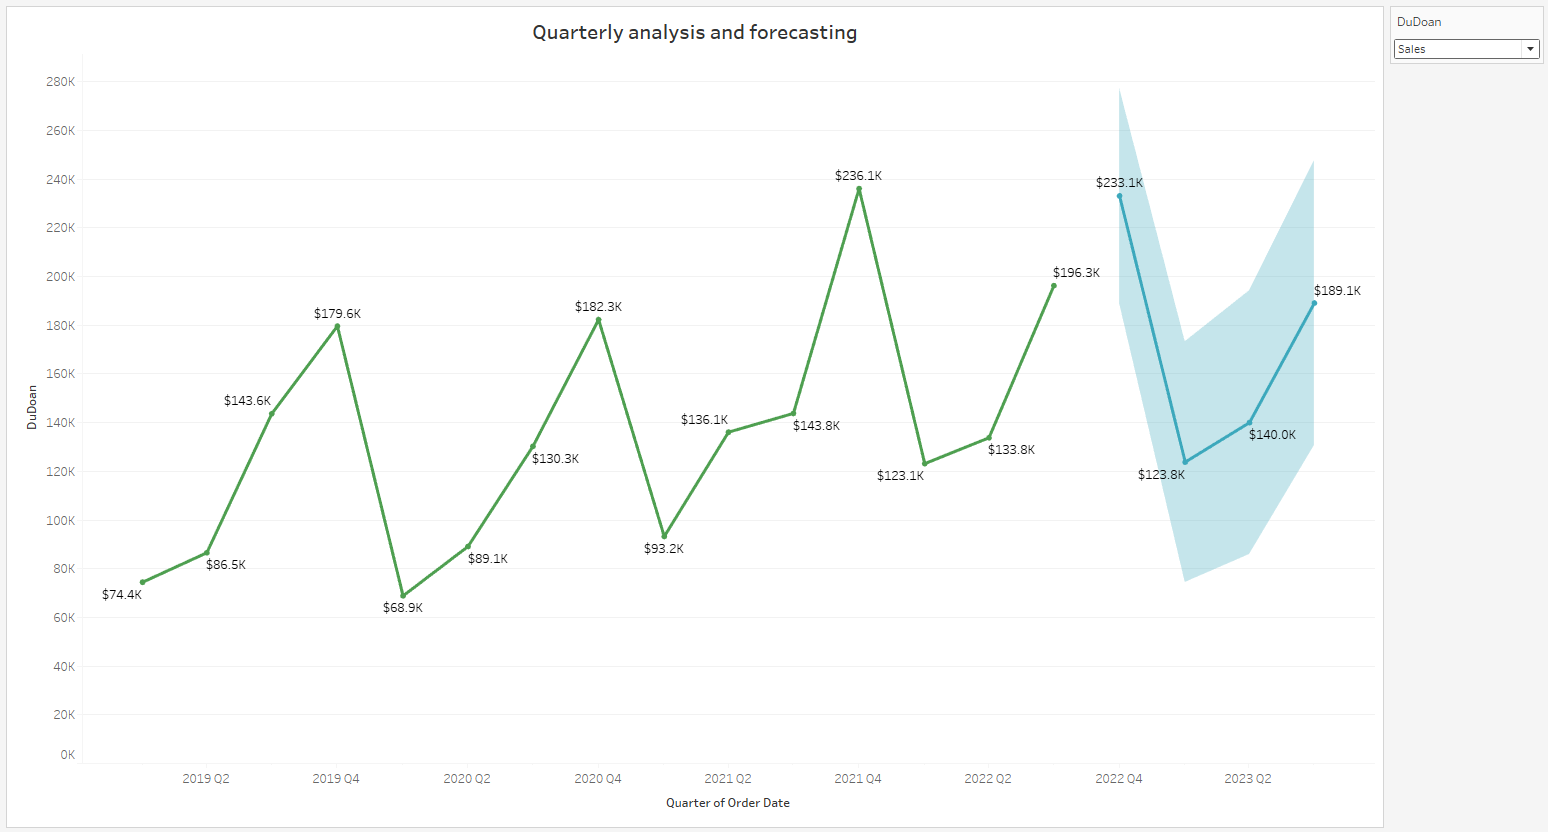 Quarterly analysis and forecasting
DuDoan
Sales
280K
260K
240K
220K
200K
180K
160K
140K
120K
100K
80K
60K
40K
20K
0K
DuDoan
$74.4K
$86.5K
$143.6K
$179.6K
$68.9K
$89.1K
$130.3K
$182.3K
$93.2K
$136.1K
$143.8K
$236.1K
$123.1K
$133.8K
$196.3K
$233.1K
$123.8K
$140.0K
$189.1K
2019 Q2
2019 Q4
2020 Q2
2020 Q4
2021 Q2
2021 Q4
2022 Q2
2022 Q4
2023 Q2
Quarter of Order Date